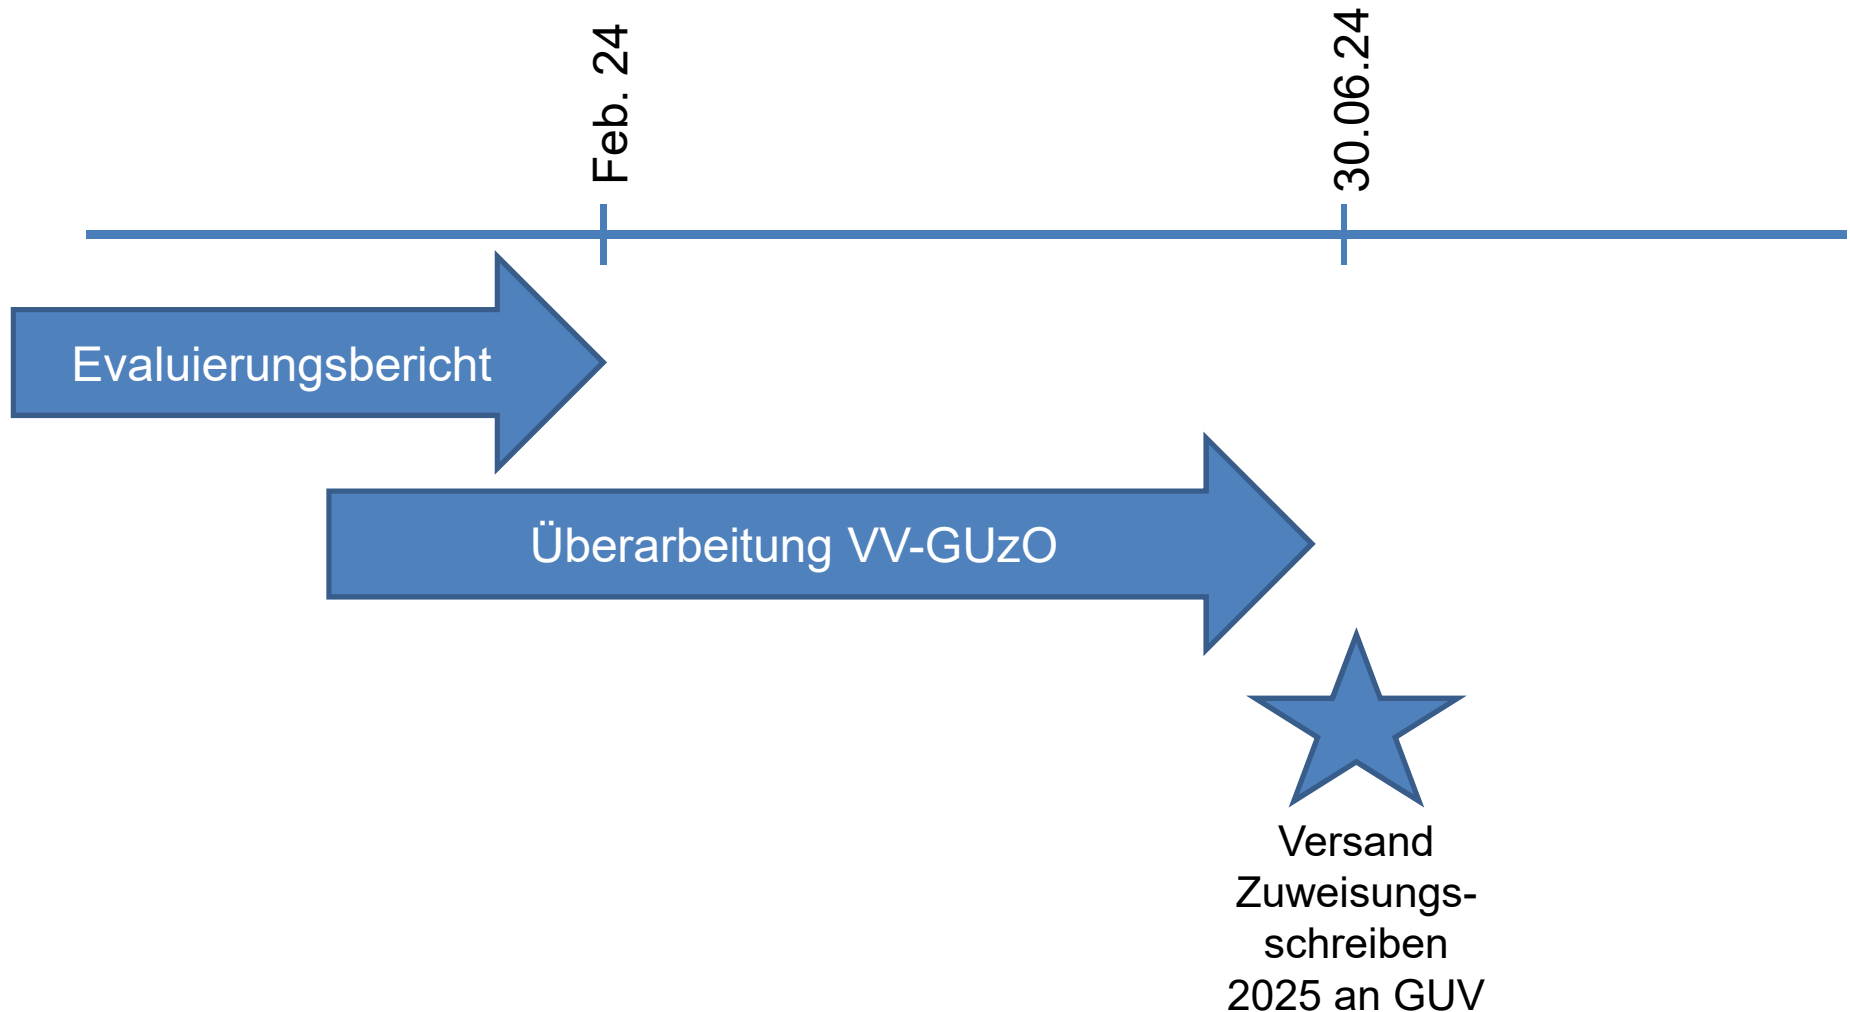 Feb. 24
30.06.24
Evaluierungsbericht
Überarbeitung VV-GUzO
Versand
Zuweisungs-
schreiben
2025 an GUV